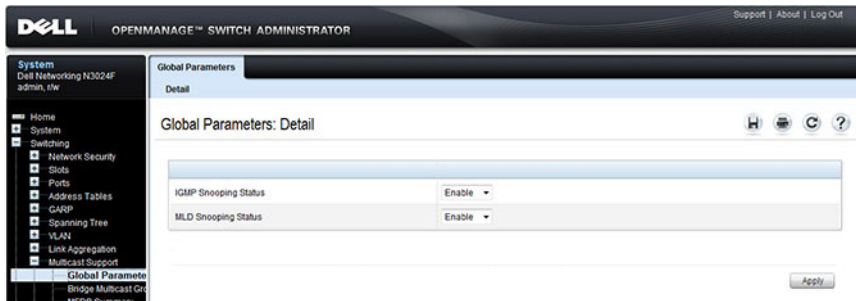 DELL
OPENMANAGE™ SWITCH ADMINISTRATOR
Support | About | Log Out
System
Dell Networking N3024F
admin, r/w
Home
System
Switching
Network Security
Slots
Ports
Address Tables
GARP
Spanning Tree
VLAN
Link Aggregation
Multicast Support
Global Paramete
Bridge Multicast Gro
MFDB Summary
Global Parameters
Detail
Global Parameters: Detail
IGMP Snooping Status Enable
MLD Snooping Status Enable
Apply